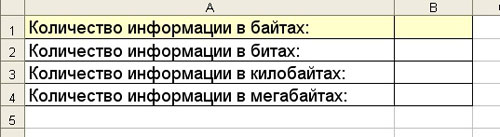 A B
1 Количество информации в байтах:
2 Количество информации в битах:
3 Количество информации в килобайтах:
4 Количество информации в мегабайтах:
5